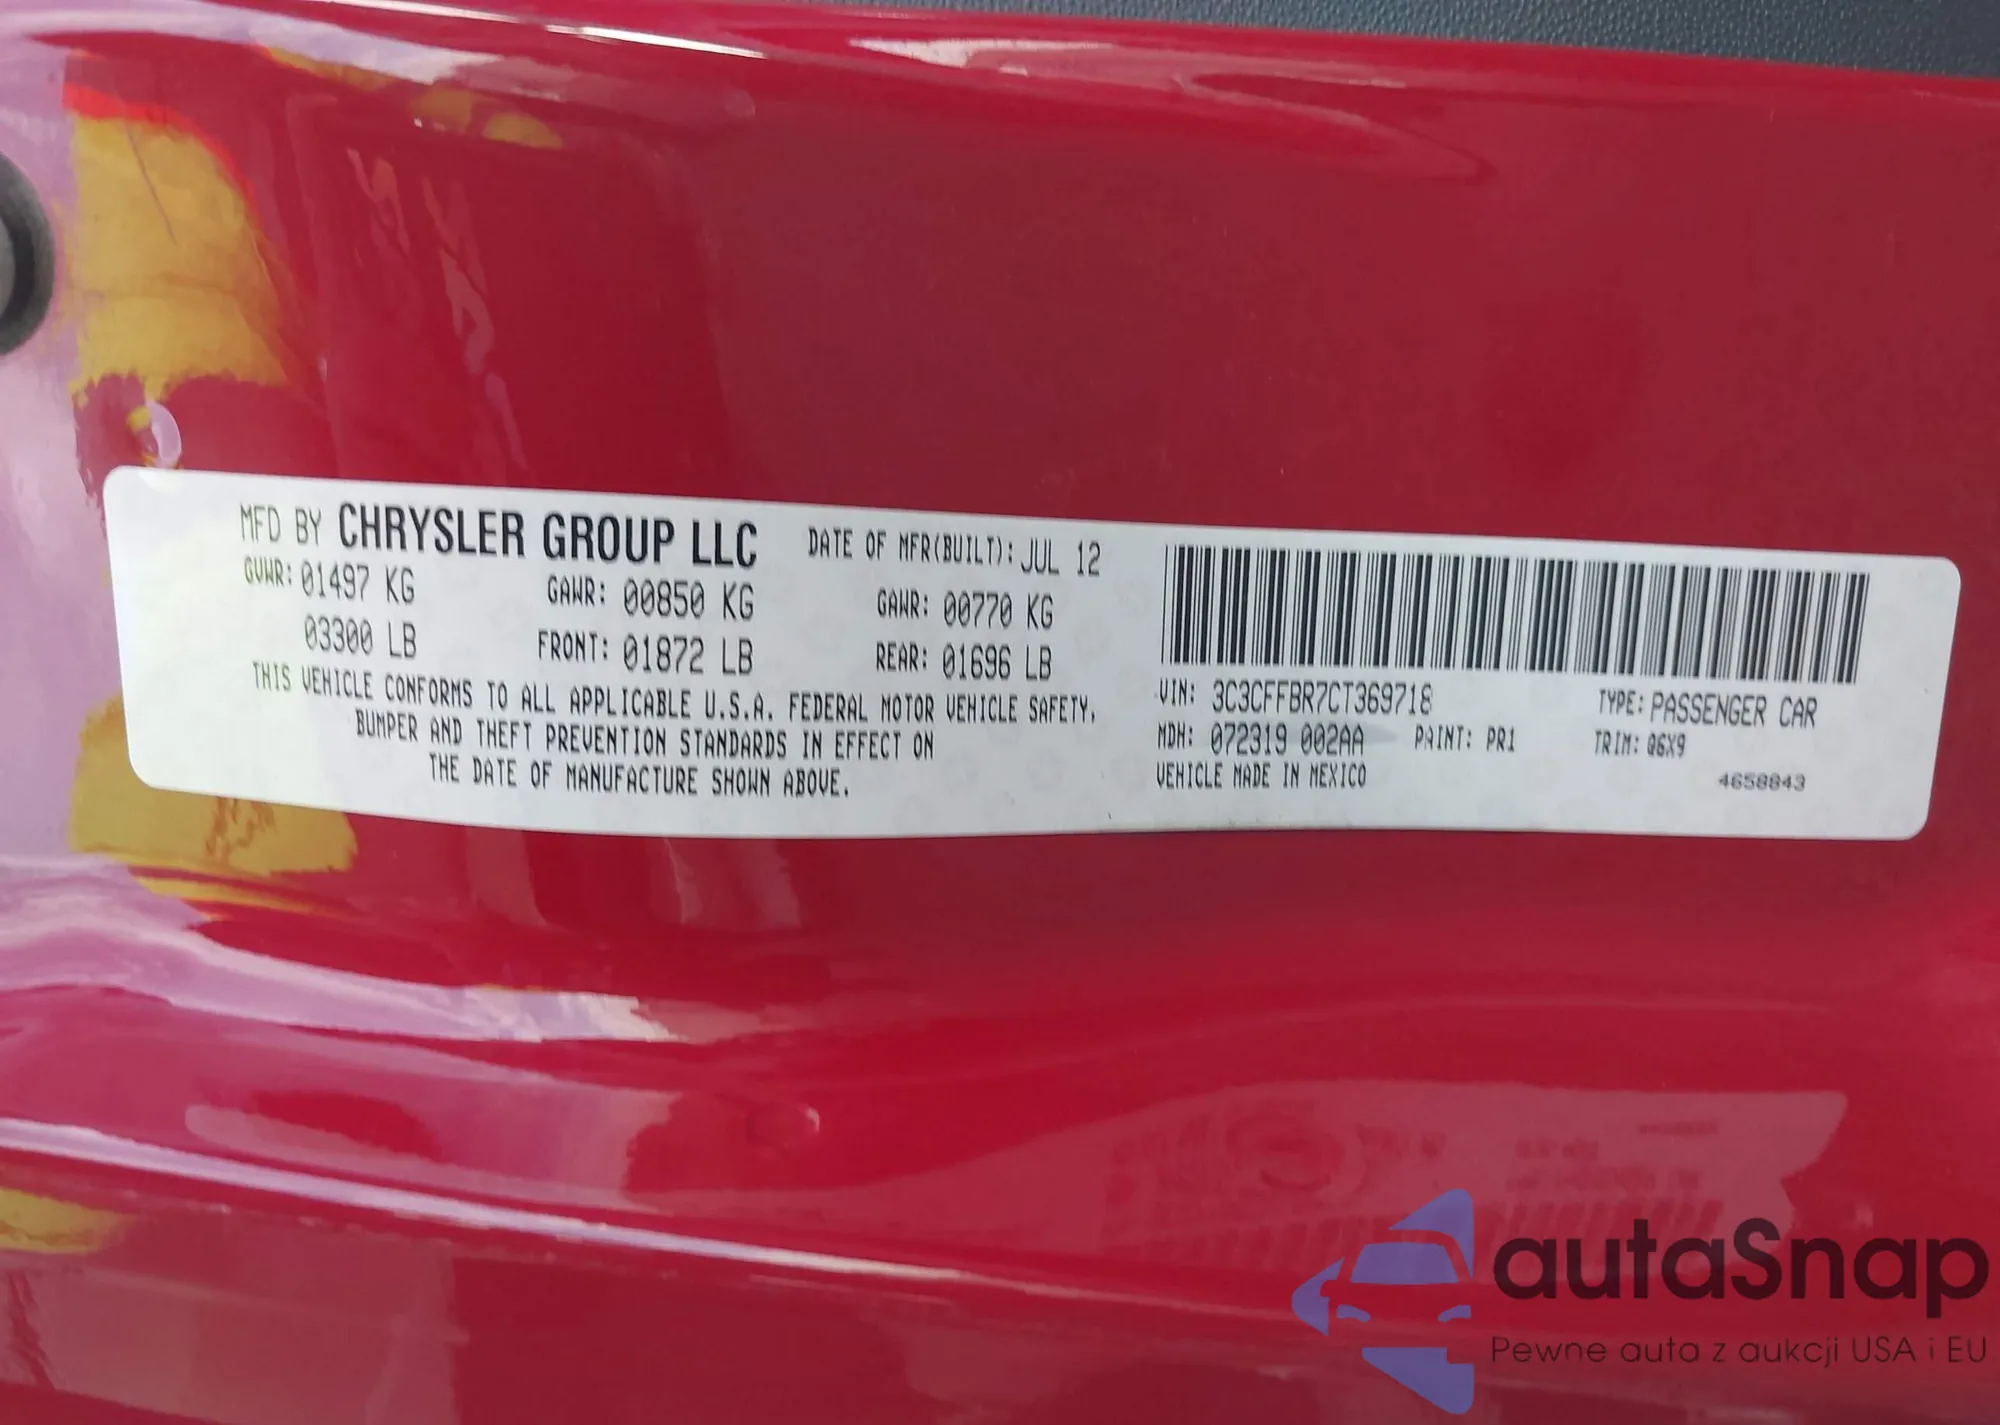 MFD BY CHRYSLER GROUP LLC DATE OF MFR(BUILT): JUL 12
GVWR: 01497 KG GAWR: 00850 KG GAWR: 00770 KG
03300 LB FRONT: 01872 LB REAR: 01696 LB
THIS VEHICLE CONFORMS TO ALL APPLICABLE U.S.A. FEDERAL MOTOR VEHICLE SAFETY,
BUMPER AND THEFT PREVENTION STANDARDS IN EFFECT ON
THE DATE OF MANUFACTURE SHOWN ABOVE.
VIN: 3C3CFFBR7CT369718 TYPE: PASSENGER CAR
MDH: 072319 002AA PAINT: PR1 TRIM: Q6X9
VEHICLE MADE IN MEXICO 4658843
autaSnap
Pewne auta z aukcji USA i EU